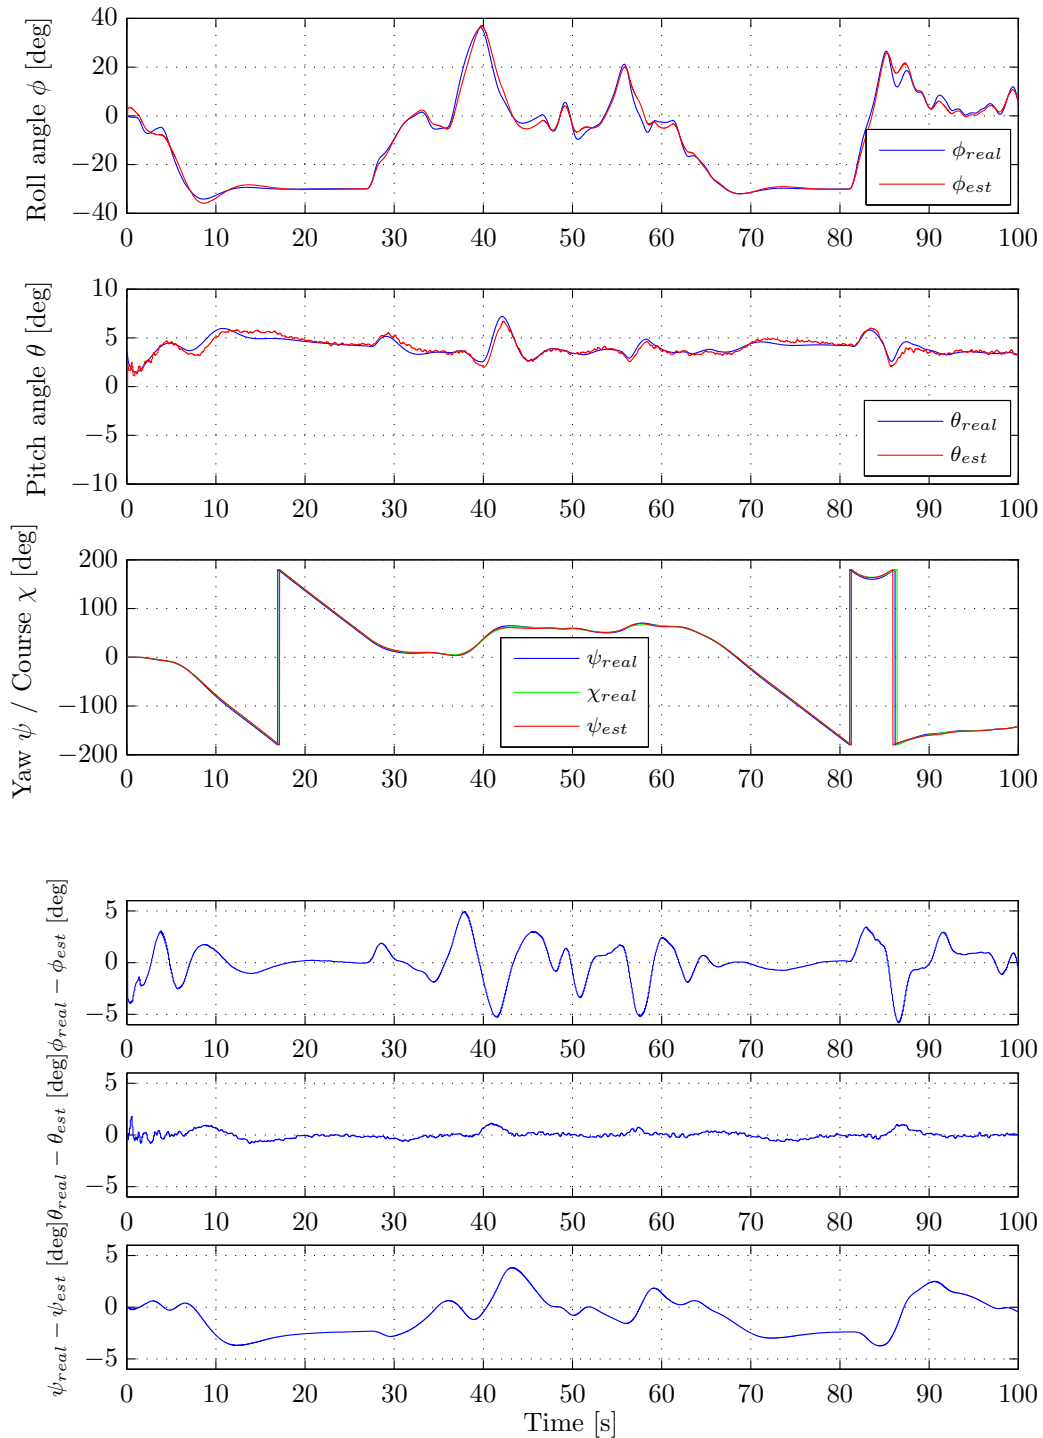 Roll angle ϕ [deg]
40
20
0
−20
−40
ϕreal
ϕest
0 10 20 30 40 50 60 70 80 90 100
Pitch angle θ [deg]
10
5
0
−5
−10
θreal
θest
0 10 20 30 40 50 60 70 80 90 100
Yaw ψ / Course χ [deg]
200
100
0
−100
−200
ψreal
χreal
ψest
0 10 20 30 40 50 60 70 80 90 100
ϕreal − ϕest [deg]
5
0
−5
0 10 20 30 40 50 60 70 80 90 100
θreal − θest [deg]
5
0
−5
0 10 20 30 40 50 60 70 80 90 100
ψreal − ψest [deg]
5
0
−5
0 10 20 30 40 50 60 70 80 90 100
Time [s]